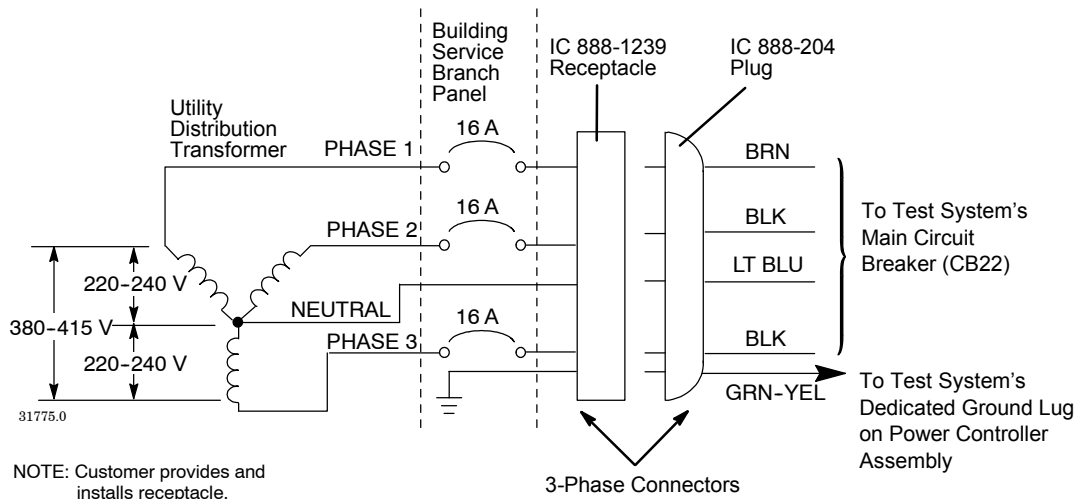 Building
Service
Branch
Panel
IC 888-1239
Receptacle
IC 888-204
Plug
Utility
Distribution
Transformer
PHASE 1
16 A
BRN
PHASE 2
16 A
BLK
To Test System's
Main Circuit
Breaker (CB22)
220-240 V
LT BLU
380-415 V
NEUTRAL
PHASE 3
16 A
BLK
220-240 V
GRN-YEL
To Test System's
Dedicated Ground Lug
on Power Controller
Assembly
31775.0
NOTE: Customer provides and
installs receptacle.
3-Phase Connectors